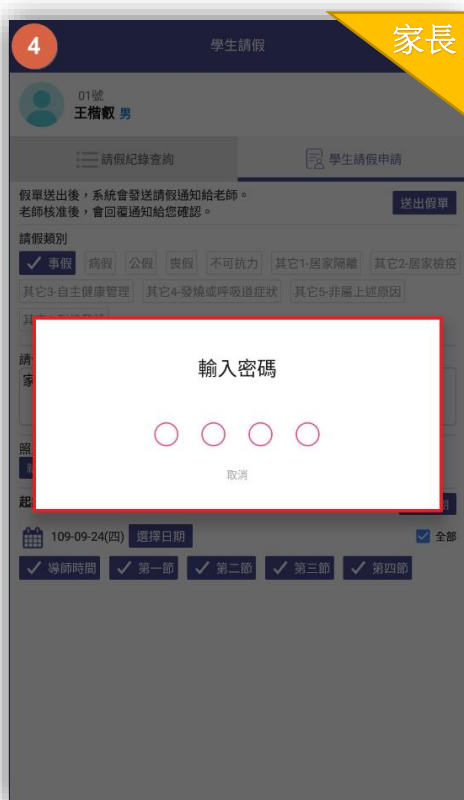 4
學生請假
家長
01號
王楷叡 男
請假紀錄查詢
學生請假申請
假單送出後，系統會發送請假通知給老師。
老師核准後，會回覆通知給您確認。
送出假單
請假類別
事假 病假 公假 喪假 不可抗力 其它1-居家隔離 其它2-居家檢疫
其它3-自主健康管理 其它4-發燒或呼吸道症狀 其它5-非屬上述原因
輸入密碼
取消
109-09-24(四) 選擇日期 全部
導師時間 第一節 第二節 第三節 第四節